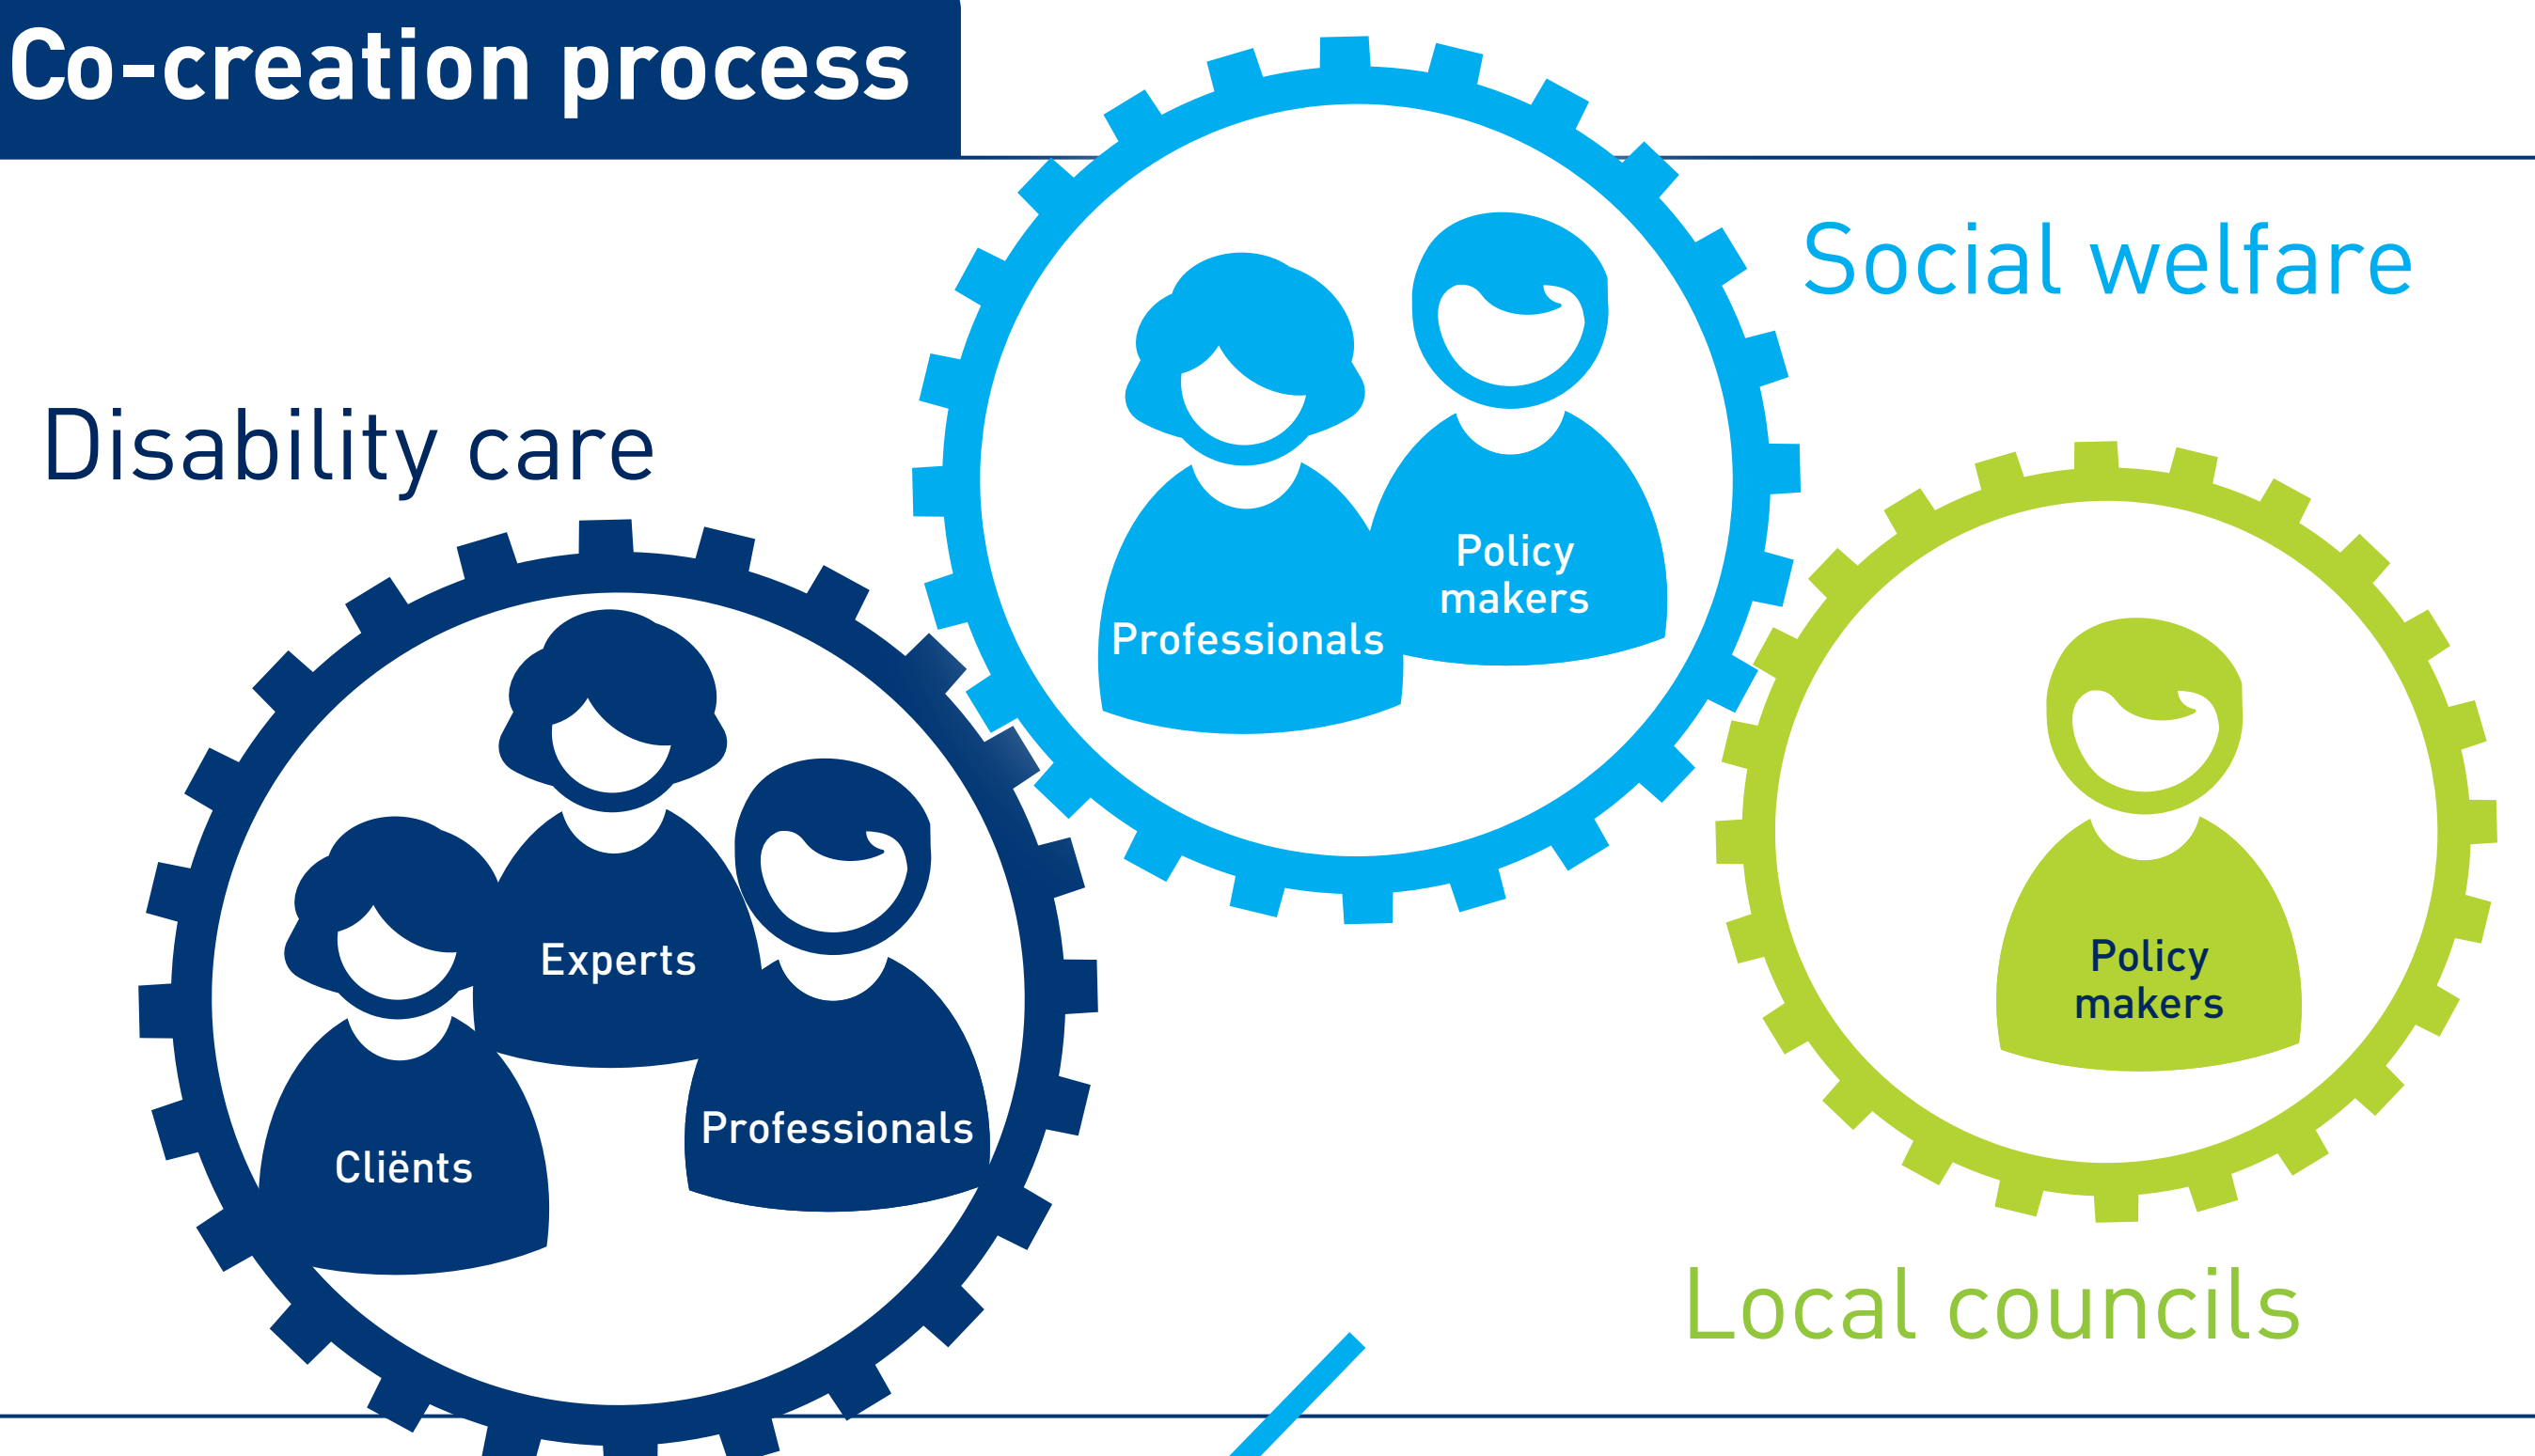 Co-creation process
Social welfare
Disability care
Policy
makers
Professionals
Experts
Policy
makers
Professionals
Cliënts
Local councils